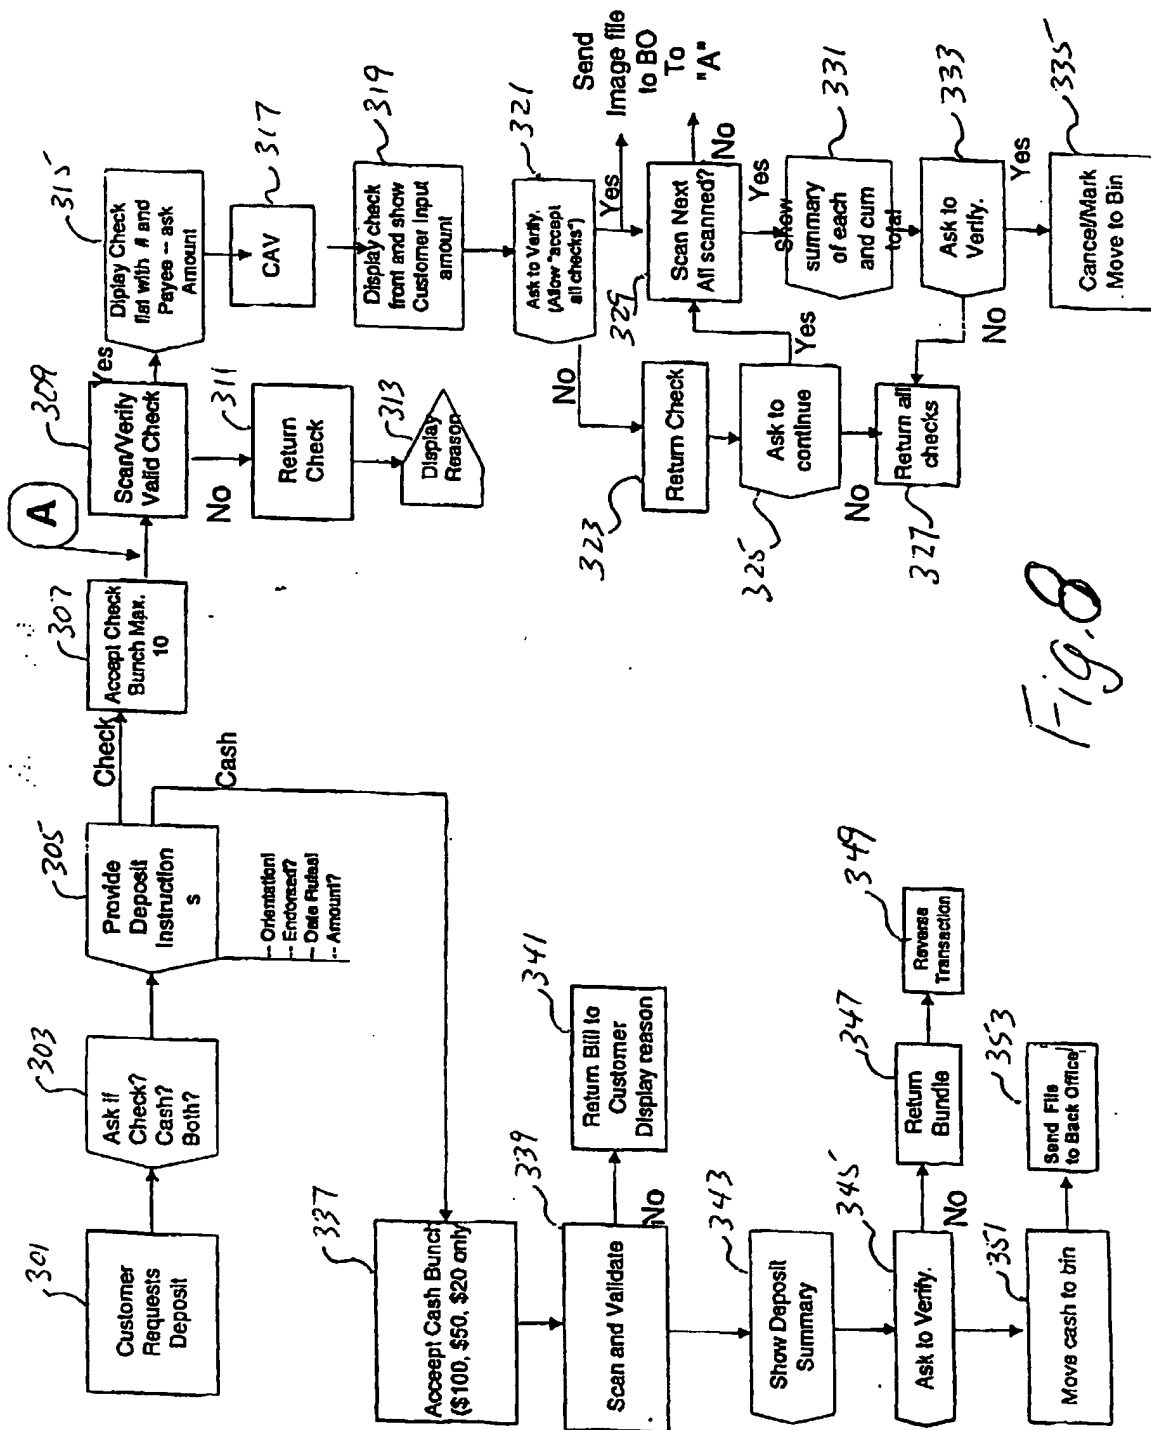 301
Customer
Requests
Deposit
303
Ask if
Check?
Cash?
Both?
305
Provide
Deposit
Instruction
s
-- Orientation!
-- Endorsed?
-- Date Rules!
-- Amount?
Check
Cash
307
Accept Check
Bunch Max.
10
A
309
Scan/Verify
Valid Check
Yes
No
311
Return
Check
313
Display
Reason
315
Diplay Check
flat with # and
Payee -- ask
Amount
317
CAV
319
Display check
front and show
Customer Input
amount
321
Ask to Verify.
(Allow "accept
all checks")
Yes
No
Send
Image file
to BO
To
"A"
323
Return Check
325
Ask to
continue
Yes
No
327
Return all
checks
329
Scan Next
All scanned?
No
Yes
331
Show
summary
of each
and cum
total
333
Ask to
Verify.
No
Yes
335
Cancel/Mark
Move to Bin
337
Acceept Cash Bunch
($100, $50, $20 only)
339
Scan and Validate
No
341
Return Bill to
Customer
Display reason
343
Show Deposit
Summary
345
Ask to Verify.
No
347
Return
Bundle
349
Reverse
Transaction
351
Move cash to bin
353
Send File
to Back Office
Fig. 8